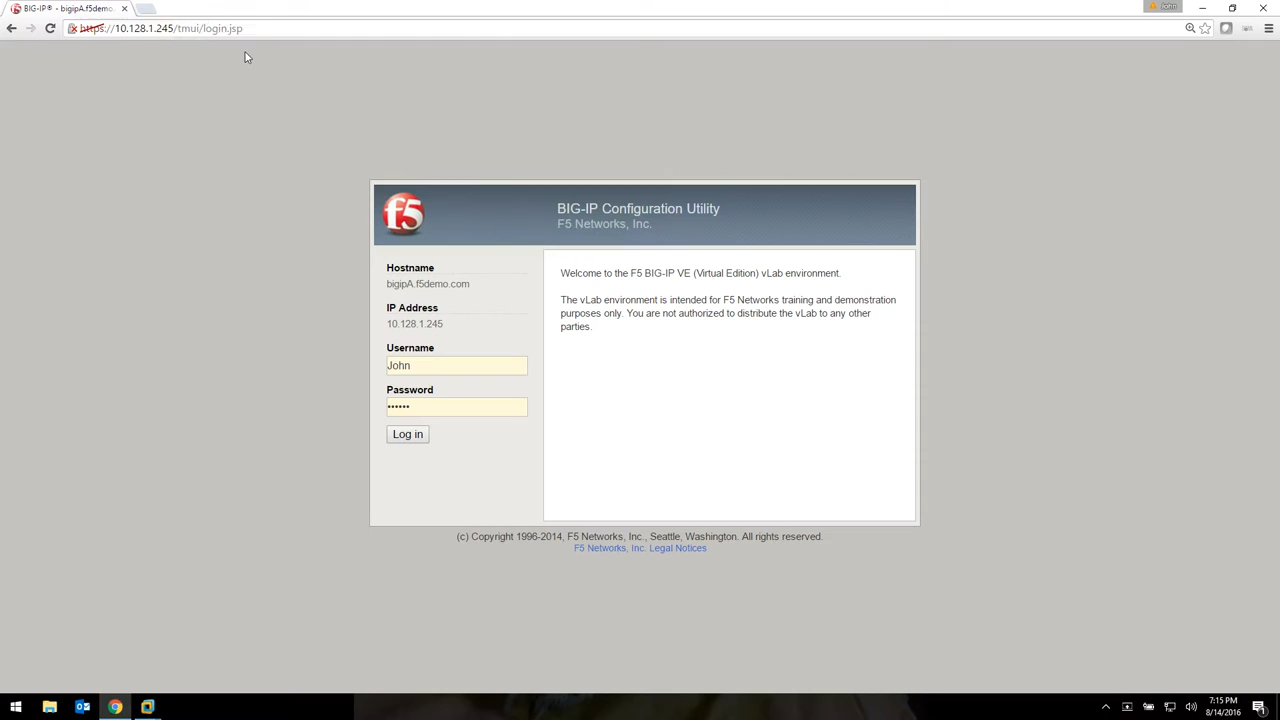 BIG-IP® - bigipA.f5demo.
John
https://10.128.1.245/tmui/login.jsp
f5
BIG-IP Configuration Utility
F5 Networks, Inc.
Hostname
bigipA.f5demo.com
IP Address
10.128.1.245
Username
John
Password
••••••
Log in
Welcome to the F5 BIG-IP VE (Virtual Edition) vLab environment.
The vLab environment is intended for F5 Networks training and demonstration
purposes only. You are not authorized to distribute the vLab to any other
parties.
(c) Copyright 1996-2014, F5 Networks, Inc., Seattle, Washington. All rights reserved.
F5 Networks, Inc. Legal Notices
7:15 PM
8/14/2016
1